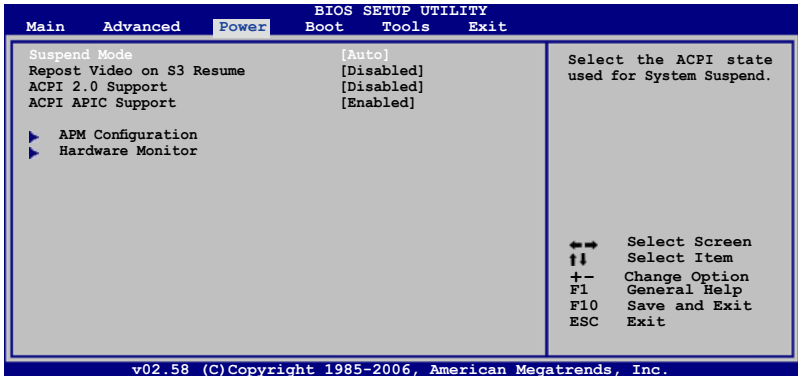 BIOS SETUP UTILITY
Main Advanced Power Boot Tools Exit
Suspend Mode [Auto]
Repost Video on S3 Resume [Disabled]
ACPI 2.0 Support [Disabled]
ACPI APIC Support [Enabled]
APM Configuration
Hardware Monitor
Select the ACPI state
used for System Suspend.
Select Screen
Select Item
+- Change Option
F1 General Help
F10 Save and Exit
ESC Exit
v02.58 (C)Copyright 1985-2006, American Megatrends, Inc.